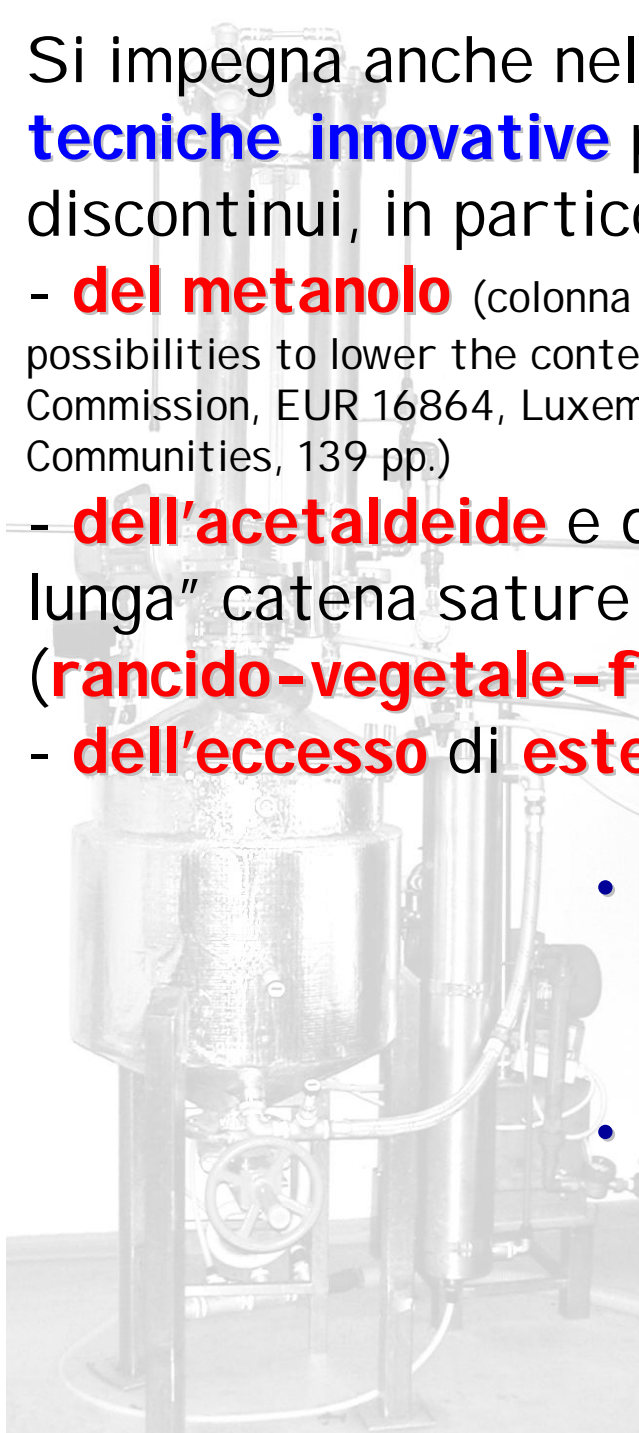 Si impegna anche nel
tecniche innovative
discontinui, in partic
- del metanolo (colonna
possibilities to lower the conte
Commission, EUR 16864, Luxem
Communities, 139 pp.)
- dell'acetaldeide e
lunga" catena sature
(rancido-vegetale-f
- dell'eccesso di este
•
•